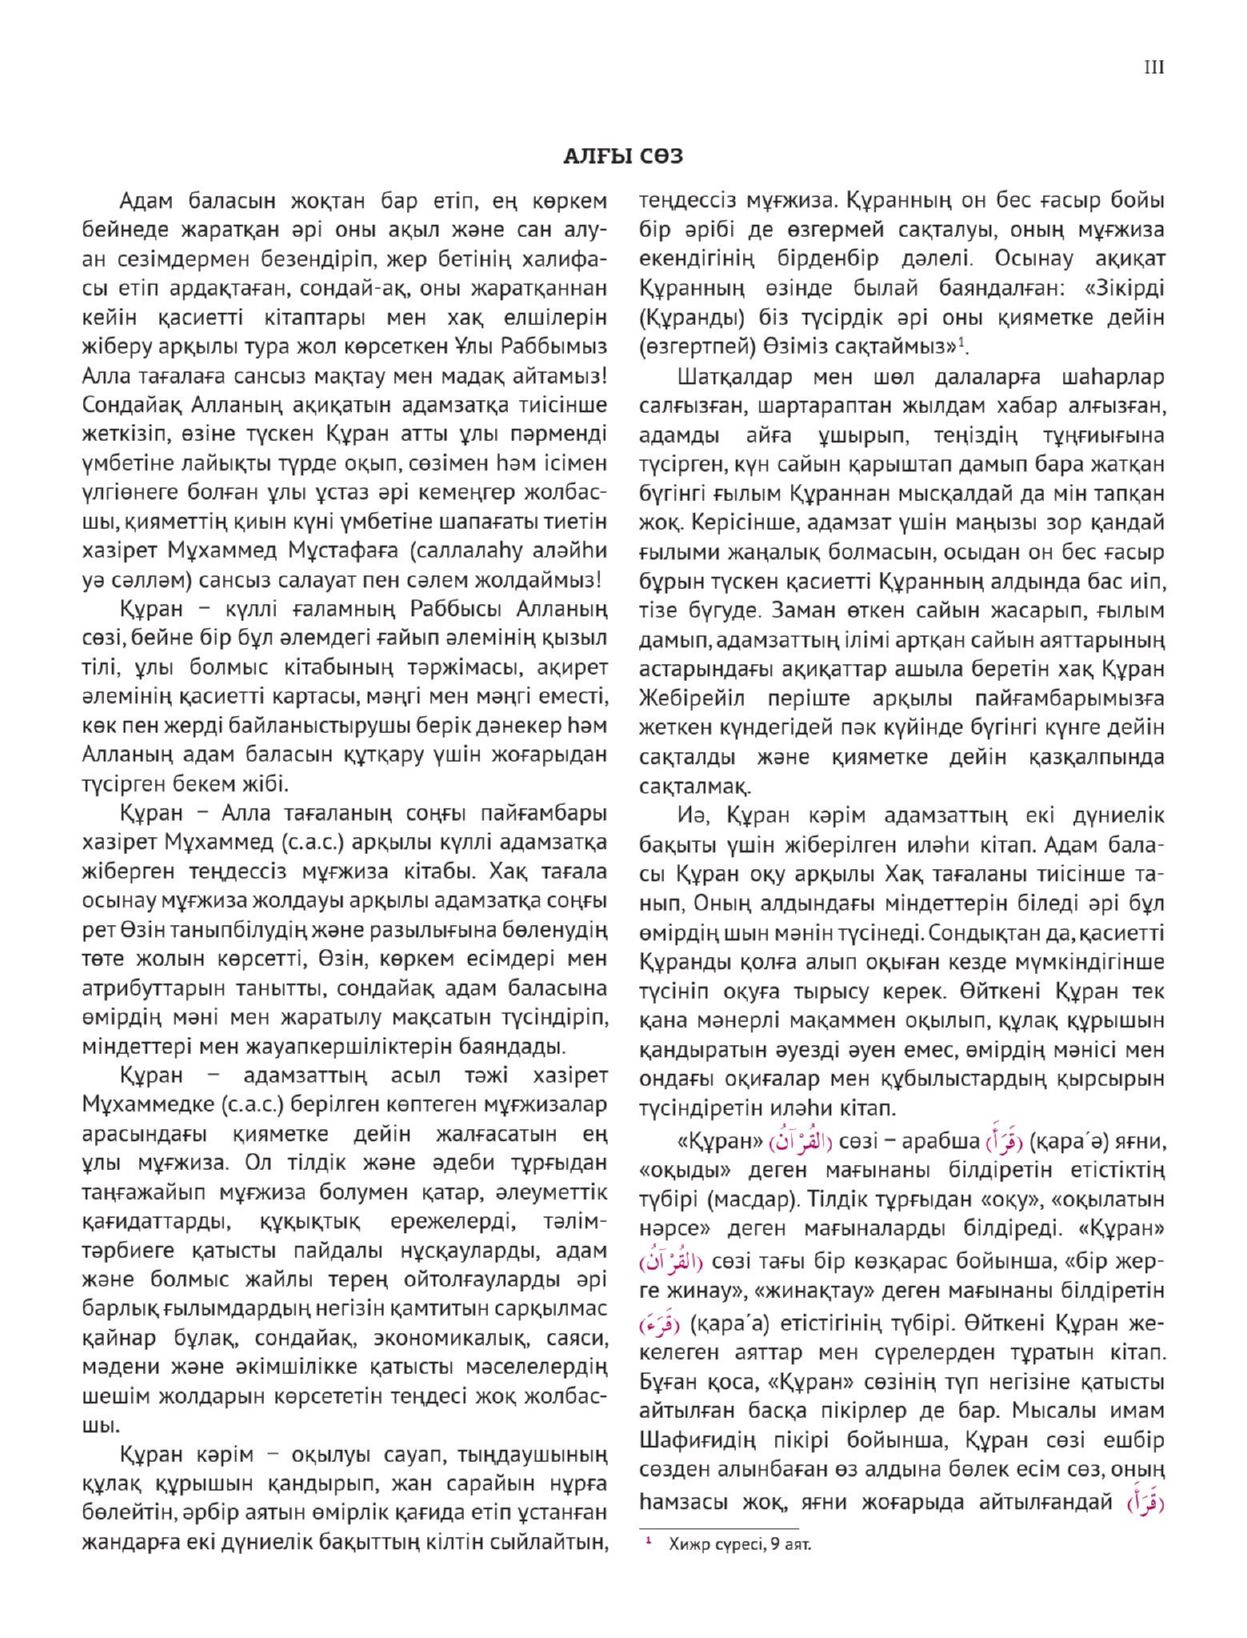 III
АЛҒЫ СӨЗ
Адам баласын жоқтан бар етіп, ең көркем
бейнеде жаратқан әрі оны ақыл және сан алу-
ан сезімдермен безендіріп, жер бетінің халифа-
сы етіп ардақтаған, сондай-ақ, оны жаратқаннан
кейін қасиетті кітаптары мен хақ елшілерін
жіберу арқылы тура жол көрсеткен Ұлы Раббымыз
Алла тағалаға сансыз мақтау мен мадақ айтамыз!
Сондайақ Алланың ақиқатын адамзатқа тиісінше
жеткізіп, өзіне түскен Құран атты ұлы пәрменді
үмбетіне лайықты түрде оқып, сөзімен һәм ісімен
үлгіөнеге болған ұлы ұстаз әрі кемеңгер жолбас-
шы, қияметтің қиын күні үмбетіне шапағаты тиетін
хазірет Мұхаммед Мұстафаға (саллалаһу аләйһи
уә сәлләм) сансыз салауат пен сәлем жолдаймыз!
Құран – күллі ғаламның Раббысы Алланың
сөзі, бейне бір бұл әлемдегі ғайып әлемінің қызыл
тілі, ұлы болмыс кітабының тәржімасы, ақирет
әлемінің қасиетті картасы, мәңгі мен мәңгі еместі,
көк пен жерді байланыстырушы берік дәнекер һәм
Алланың адам баласын құтқару үшін жоғарыдан
түсірген бекем жібі.
Құран – Алла тағаланың соңғы пайғамбары
хазірет Мұхаммед (с.а.с.) арқылы күллі адамзатқа
жіберген теңдессіз мұғжиза кітабы. Хақ тағала
осынау мұғжиза жолдауы арқылы адамзатқа соңғы
рет Өзін таныпбілудің және разылығына бөленудің
төте жолын көрсетті, Өзін, көркем есімдері мен
атрибуттарын танытты, сондайақ адам баласына
өмірдің мәні мен жаратылу мақсатын түсіндіріп,
міндеттері мен жауапкершіліктерін баяндады.
Құран – адамзаттың асыл тәжі хазірет
Мұхаммедке (с.а.с.) берілген көптеген мұғжизалар
арасындағы қияметке дейін жалғасатын ең
ұлы мұғжиза. Ол тілдік және әдеби тұрғыдан
таңғажайып мұғжиза болумен қатар, әлеуметтік
қағидаттарды, құқықтық ережелерді, тәлім-
тәрбиеге қатысты пайдалы нұсқауларды, адам
және болмыс жайлы терең ойтолғауларды әрі
барлық ғылымдардың негізін қамтитын сарқылмас
қайнар бұлақ, сондайақ, экономикалық, саяси,
мәдени және әкімшілікке қатысты мәселелердің
шешім жолдарын көрсететін теңдесі жоқ жолбас-
шы.
Құран кәрім – оқылуы сауап, тыңдаушының
құлақ құрышын қандырып, жан сарайын нұрға
бөлейтін, әрбір аятын өмірлік қағида етіп ұстанған
жандарға екі дүниелік бақыттың кілтін сыйлайтын,
теңдессіз мұғжиза. Құранның он бес ғасыр бойы
бір әрібі де өзгермей сақталуы, оның мұғжиза
екендігінің бірденбір дәлелі. Осынау ақиқат
Құранның өзінде былай баяндалған: «Зікірді
(Құранды) біз түсірдік әрі оны қияметке дейін
(өзгертпей) Өзіміз сақтаймыз»¹.
Шатқалдар мен шөл далаларға шаһарлар
салғызған, шартараптан жылдам хабар алғызған,
адамды айға ұшырып, теңіздің тұңғиығына
түсірген, күн сайын қарыштап дамып бара жатқан
бүгінгі ғылым Құраннан мысқалдай да мін тапқан
жоқ. Керісінше, адамзат үшін маңызы зор қандай
ғылыми жаңалық болмасын, осыдан он бес ғасыр
бұрын түскен қасиетті Құранның алдында бас иіп,
тізе бүгуде. Заман өткен сайын жасарып, ғылым
дамып, адамзаттың ілімі артқан сайын аяттарының
астарындағы ақиқаттар ашыла беретін хақ Құран
Жебірейіл періште арқылы пайғамбарымызға
жеткен күндегідей пәк күйінде бүгінгі күнге дейін
сақталды және қияметке дейін қазқалпында
сақталмақ.
Иә, Құран кәрім адамзаттың екі дүниелік
бақыты үшін жіберілген иләһи кітап. Адам бала-
сы Құран оқу арқылы Хақ тағаланы тиісінше та-
нып, Оның алдындағы міндеттерін біледі әрі бұл
өмірдің шын мәнін түсінеді. Сондықтан да, қасиетті
Құранды қолға алып оқыған кезде мүмкіндігінше
түсініп оқуға тырысу керек. Өйткені Құран тек
қана мәнерлі мақаммен оқылып, құлақ құрышын
қандыратын әуезді әуен емес, өмірдің мәнісі мен
ондағы оқиғалар мен құбылыстардың қырсырын
түсіндіретін иләһи кітап.
«Құран» (القُرْآنُ) сөзі – арабша (قَرَأَ) (қара´ә) яғни,
«оқыды» деген мағынаны білдіретін етістіктің
түбірі (масдар). Тілдік тұрғыдан «оку», «оқылатын
нәрсе» деген мағыналарды білдіреді. «Құран»
(القُرْآنُ) сөзі тағы бір көзқарас бойынша, «бір жер-
ге жинау», «жинақтау» деген мағынаны білдіретін
(قَرَءَ) (қара´а) етістігінің түбірі. Өйткені Құран же-
келеген аяттар мен сүрелерден тұратын кітап.
Бұған қоса, «Құран» сөзінің түп негізіне қатысты
айтылған басқа пікірлер де бар. Мысалы имам
Шафиғидің пікірі бойынша, Құран сөзі ешбір
сөзден алынбаған өз алдына бөлек есім сөз, оның
һамзасы жоқ, яғни жоғарыда айтылғандай (قَرَأَ)
¹ Хижр сүресі, 9 аят.